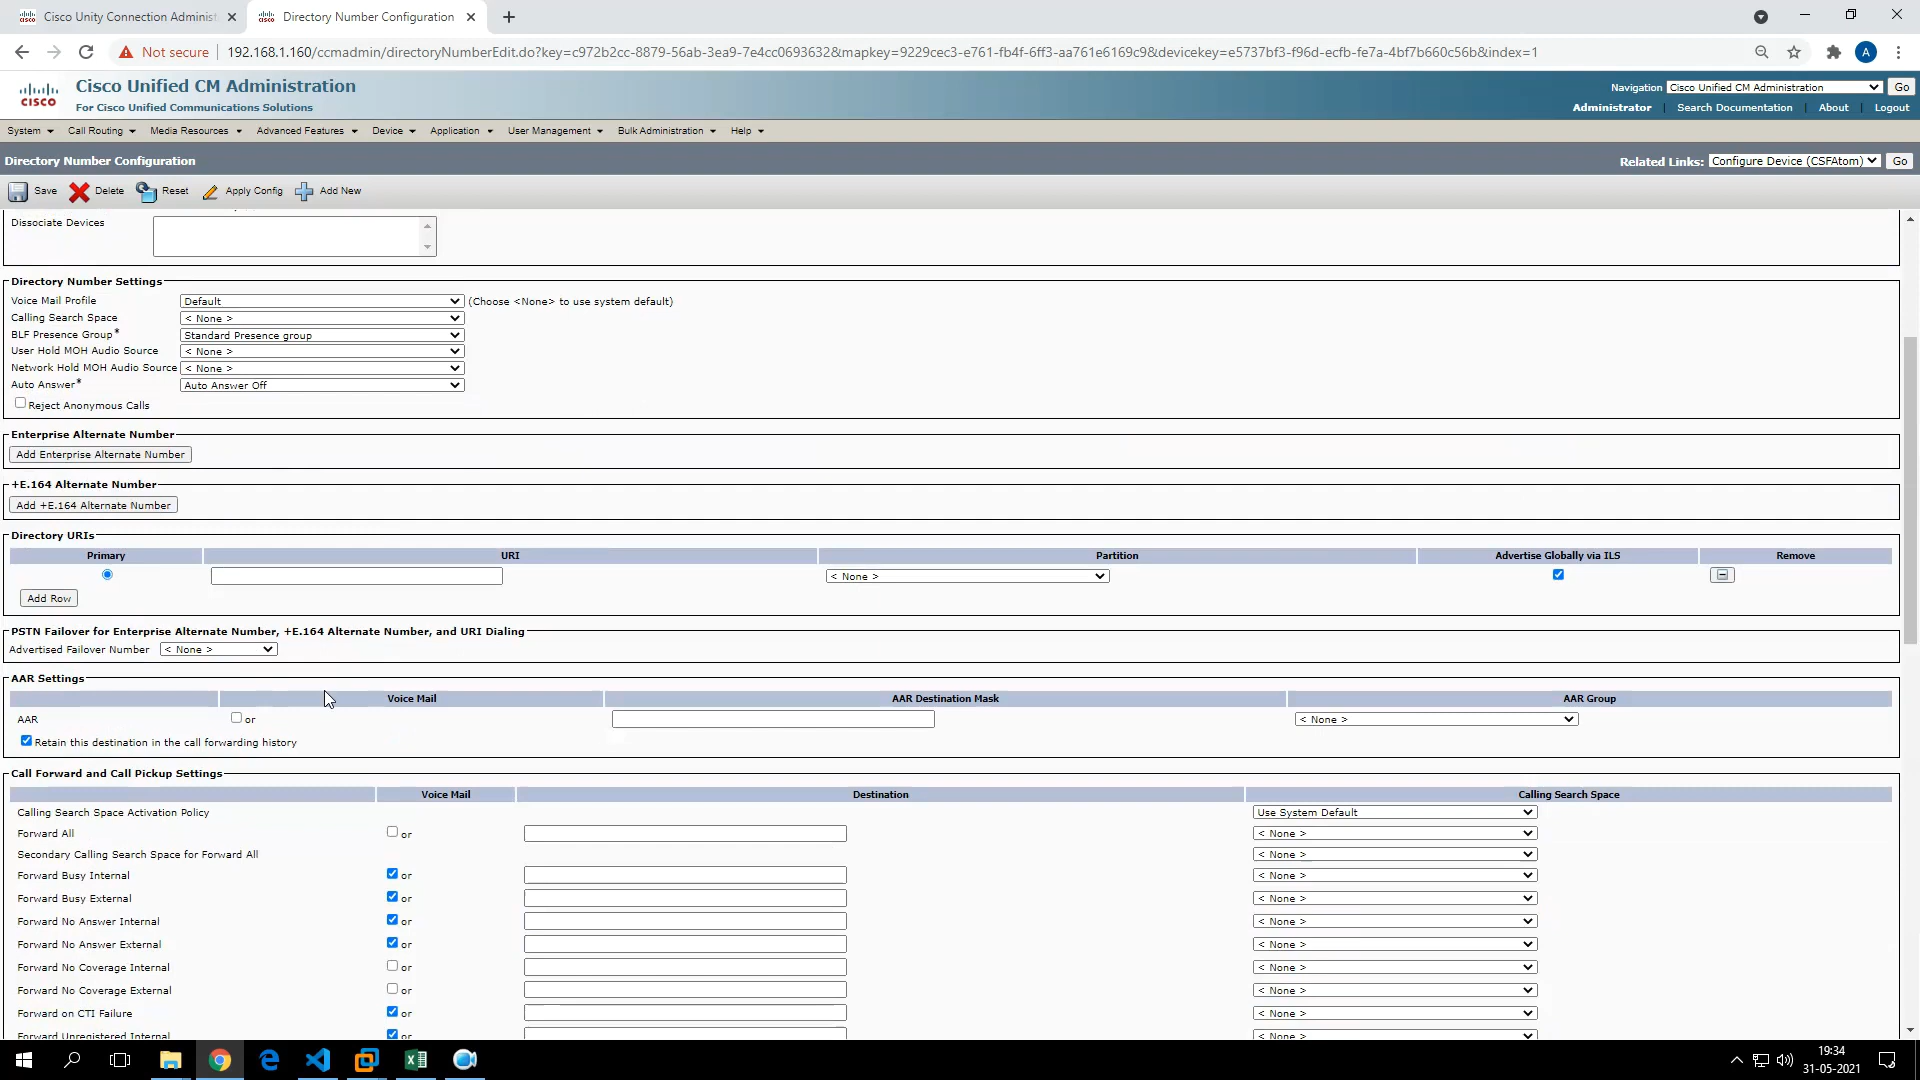 Cisco Unity Connection Administ
Directory Number Configuration
Not secure
192.168.1.160/ccmadmin/directoryNumberEdit.do?key=c972b2cc-8879-56ab-3ea9-7e4cc0693632&mapkey=9229cec3-e761-fb4f-6ff3-aa761e6169c9&devicekey=e5737bf3-f96d-ecfb-fe7a-4bf7b660c56b&index=1
A
CISCO
Cisco Unified CM Administration
For Cisco Unified Communications Solutions
Navigation Cisco Unified CM Administration Go
Administrator | Search Documentation | About | Logout
System Call Routing Media Resources Advanced Features Device Application User Management Bulk Administration Help
Directory Number Configuration
Related Links: Configure Device (CSFAtom) Go
Save Delete Reset Apply Config Add New
Dissociate Devices
Directory Number Settings
Voice Mail Profile Default (Choose <None> to use system default)
Calling Search Space < None >
BLF Presence Group* Standard Presence group
User Hold MOH Audio Source < None >
Network Hold MOH Audio Source < None >
Auto Answer* Auto Answer Off
Reject Anonymous Calls
Enterprise Alternate Number
Add Enterprise Alternate Number
+E.164 Alternate Number
Add +E.164 Alternate Number
Directory URIs
Primary URI Partition Advertise Globally via ILS Remove
< None >
Add Row
PSTN Failover for Enterprise Alternate Number, +E.164 Alternate Number, and URI Dialing
Advertised Failover Number < None >
AAR Settings
Voice Mail AAR Destination Mask AAR Group
AAR or < None >
Retain this destination in the call forwarding history
Call Forward and Call Pickup Settings
Voice Mail Destination Calling Search Space
Calling Search Space Activation Policy Use System Default
Forward All or < None >
Secondary Calling Search Space for Forward All < None >
Forward Busy Internal or < None >
Forward Busy External or < None >
Forward No Answer Internal or < None >
Forward No Answer External or < None >
Forward No Coverage Internal or < None >
Forward No Coverage External or < None >
Forward on CTI Failure or < None >
Forward Unregistered Internal or < None >
19:34
31-05-2021